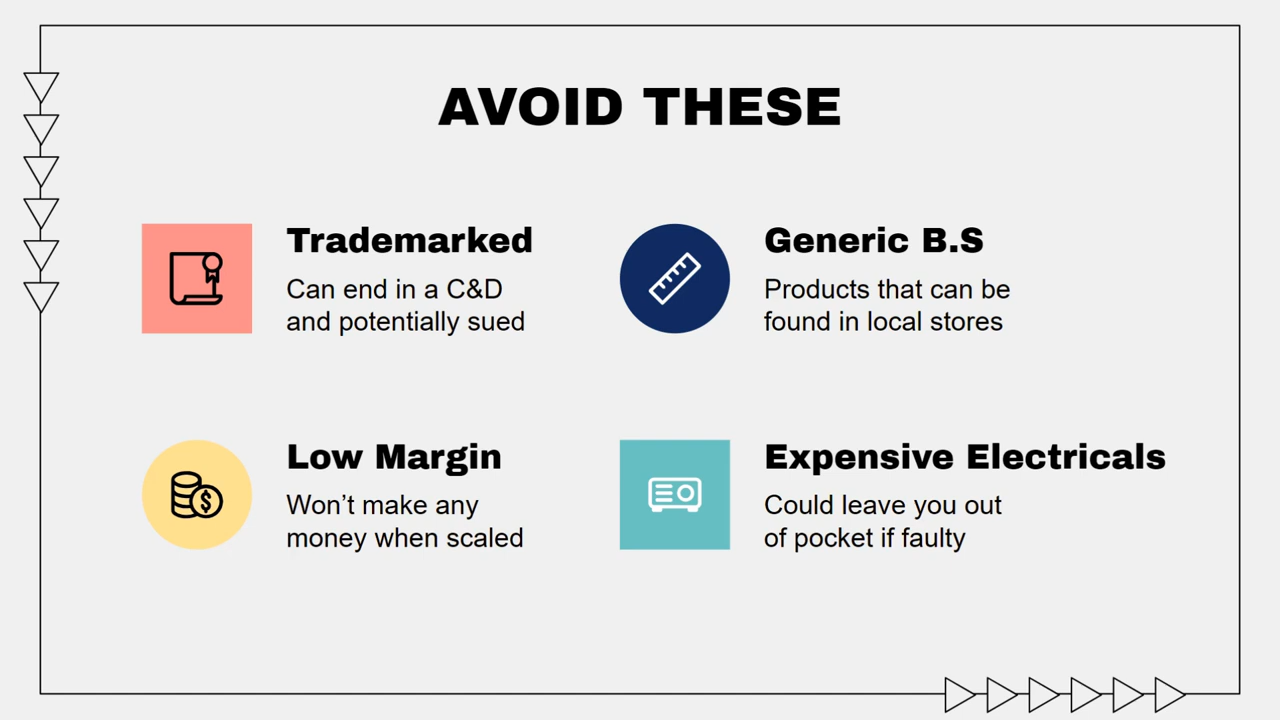 AVOID THESE
Trademarked
Can end in a C&D
and potentially sued
Generic B.S
Products that can be
found in local stores
Low Margin
Won’t make any
money when scaled
Expensive Electricals
Could leave you out
of pocket if faulty